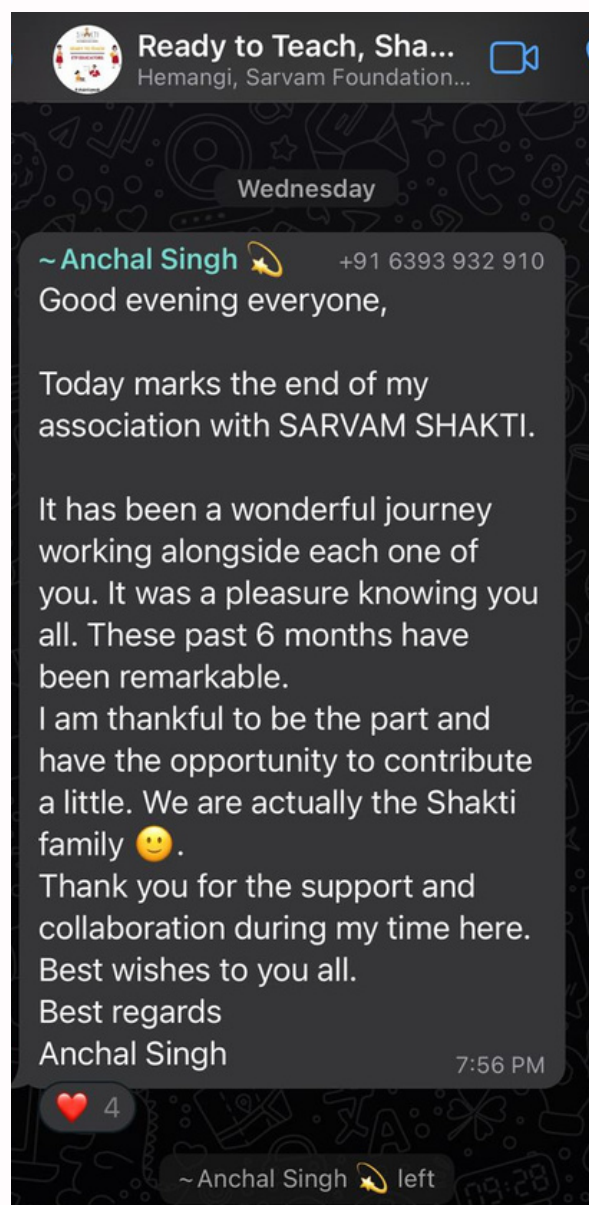 Ready to Teach, Sha...
Hemangi, Sarvam Foundation...
Wednesday
~Anchal Singh 💫 +91 6393 932 910
Good evening everyone,
Today marks the end of my
association with SARVAM SHAKTI.
It has been a wonderful journey
working alongside each one of
you. It was a pleasure knowing you
all. These past 6 months have
been remarkable.
I am thankful to be the part and
have the opportunity to contribute
a little. We are actually the Shakti
family 🙂.
Thank you for the support and
collaboration during my time here.
Best wishes to you all.
Best regards
Anchal Singh 7:56 PM
❤️ 4
~Anchal Singh 💫 left